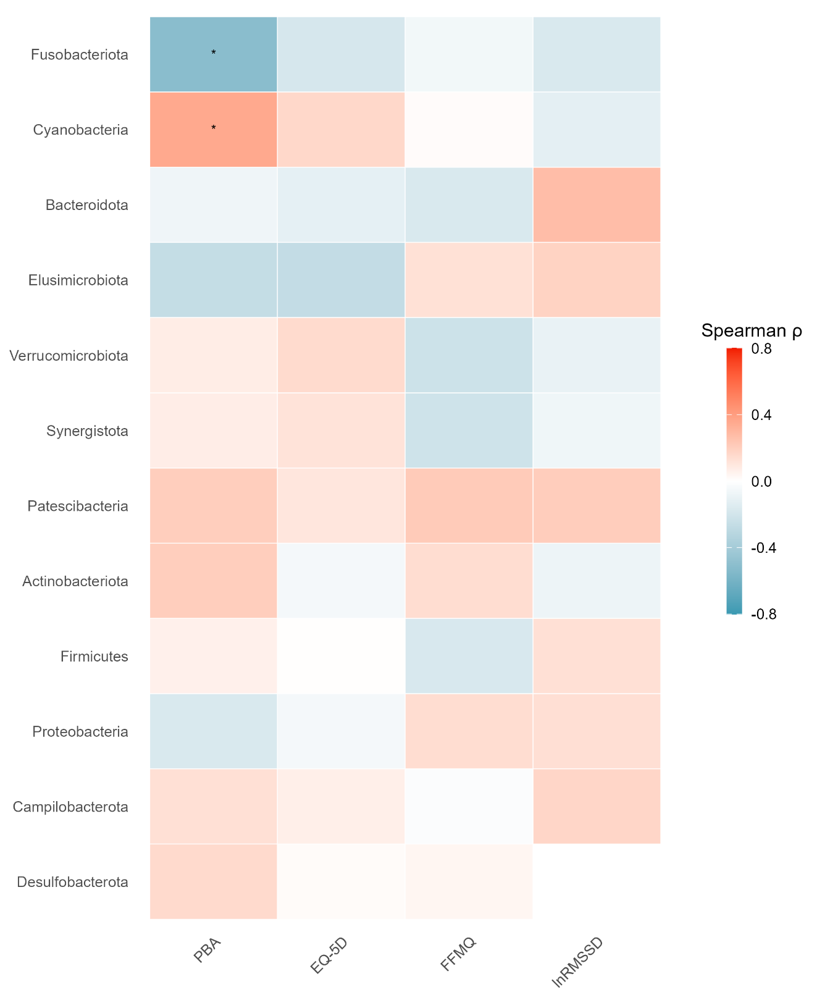 Fusobacteriota
*
Cyanobacteria
*
Bacteroidota
Elusimicrobiota
Verrucomicrobiota
Synergistota
Patescibacteria
Actinobacteriota
Firmicutes
Proteobacteria
Campilobacterota
Desulfobacterota
PBA
EQ-5D
FFMQ
lnRMSSD
Spearman ρ
0.8
0.4
0.0
-0.4
-0.8